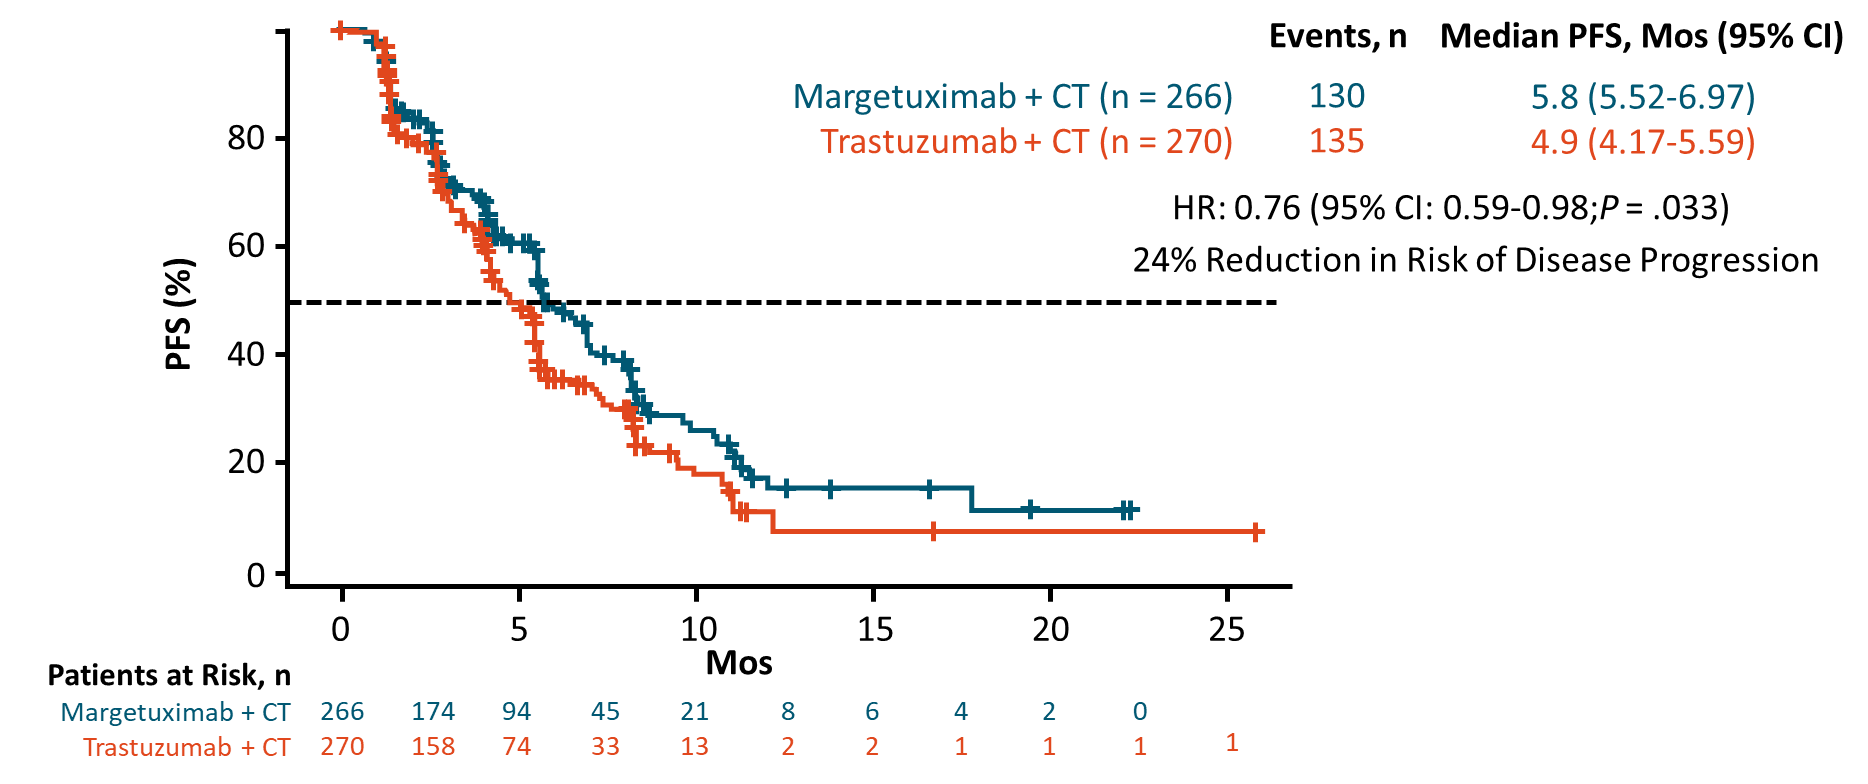 Events, n Median PFS, Mos (95% CI)
Margetuximab + CT (n = 266) 130 5.8 (5.52-6.97)
Trastuzumab + CT (n = 270) 135 4.9 (4.17-5.59)
HR: 0.76 (95% CI: 0.59-0.98;P = .033)
24% Reduction in Risk of Disease Progression
PFS (%)
80
60
40
20
0
0 5 10 15 20 25
Mos
Patients at Risk, n
Margetuximab + CT 266 174 94 45 21 8 6 4 2 0
Trastuzumab + CT 270 158 74 33 13 2 2 1 1 1 1